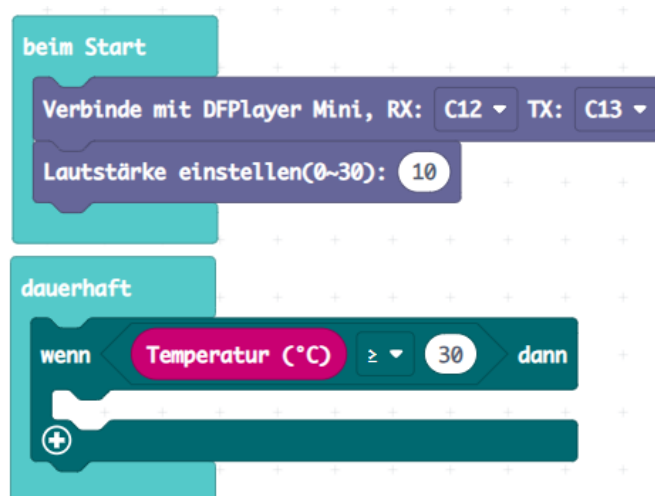 beim Start
Verbinde mit DFPlayer Mini, RX: C12 TX: C13
Lautstärke einstellen(0~30): 10
dauerhaft
wenn Temperatur (°C) ≥ 30 dann